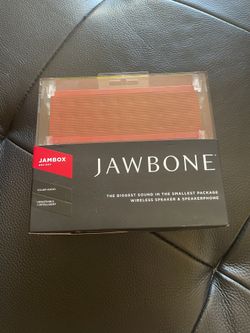 JAMBOX
JAWBONE
THE BIGGEST SOUND IN THE SMALLEST PACKAGE
WIRELESS SPEAKER & SPEAKERPHONE